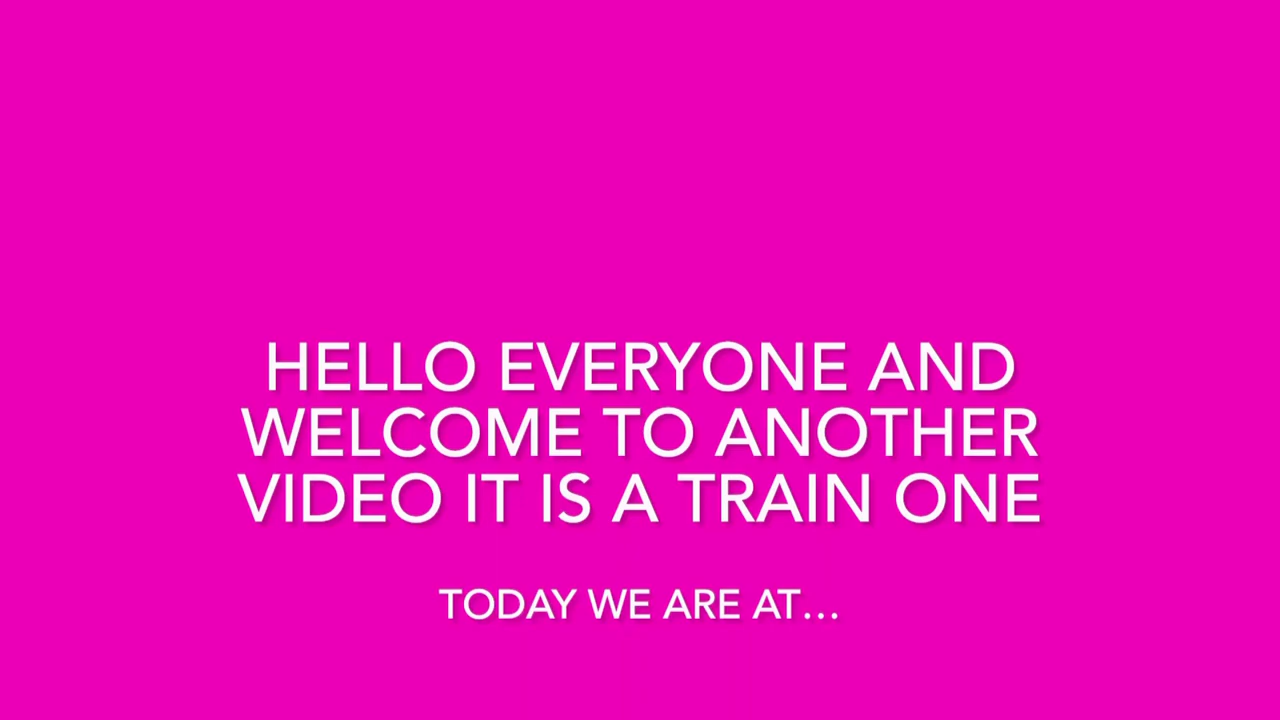 HELLO EVERYONE AND
WELCOME TO ANOTHER
VIDEO IT IS A TRAIN ONE
TODAY WE ARE AT...